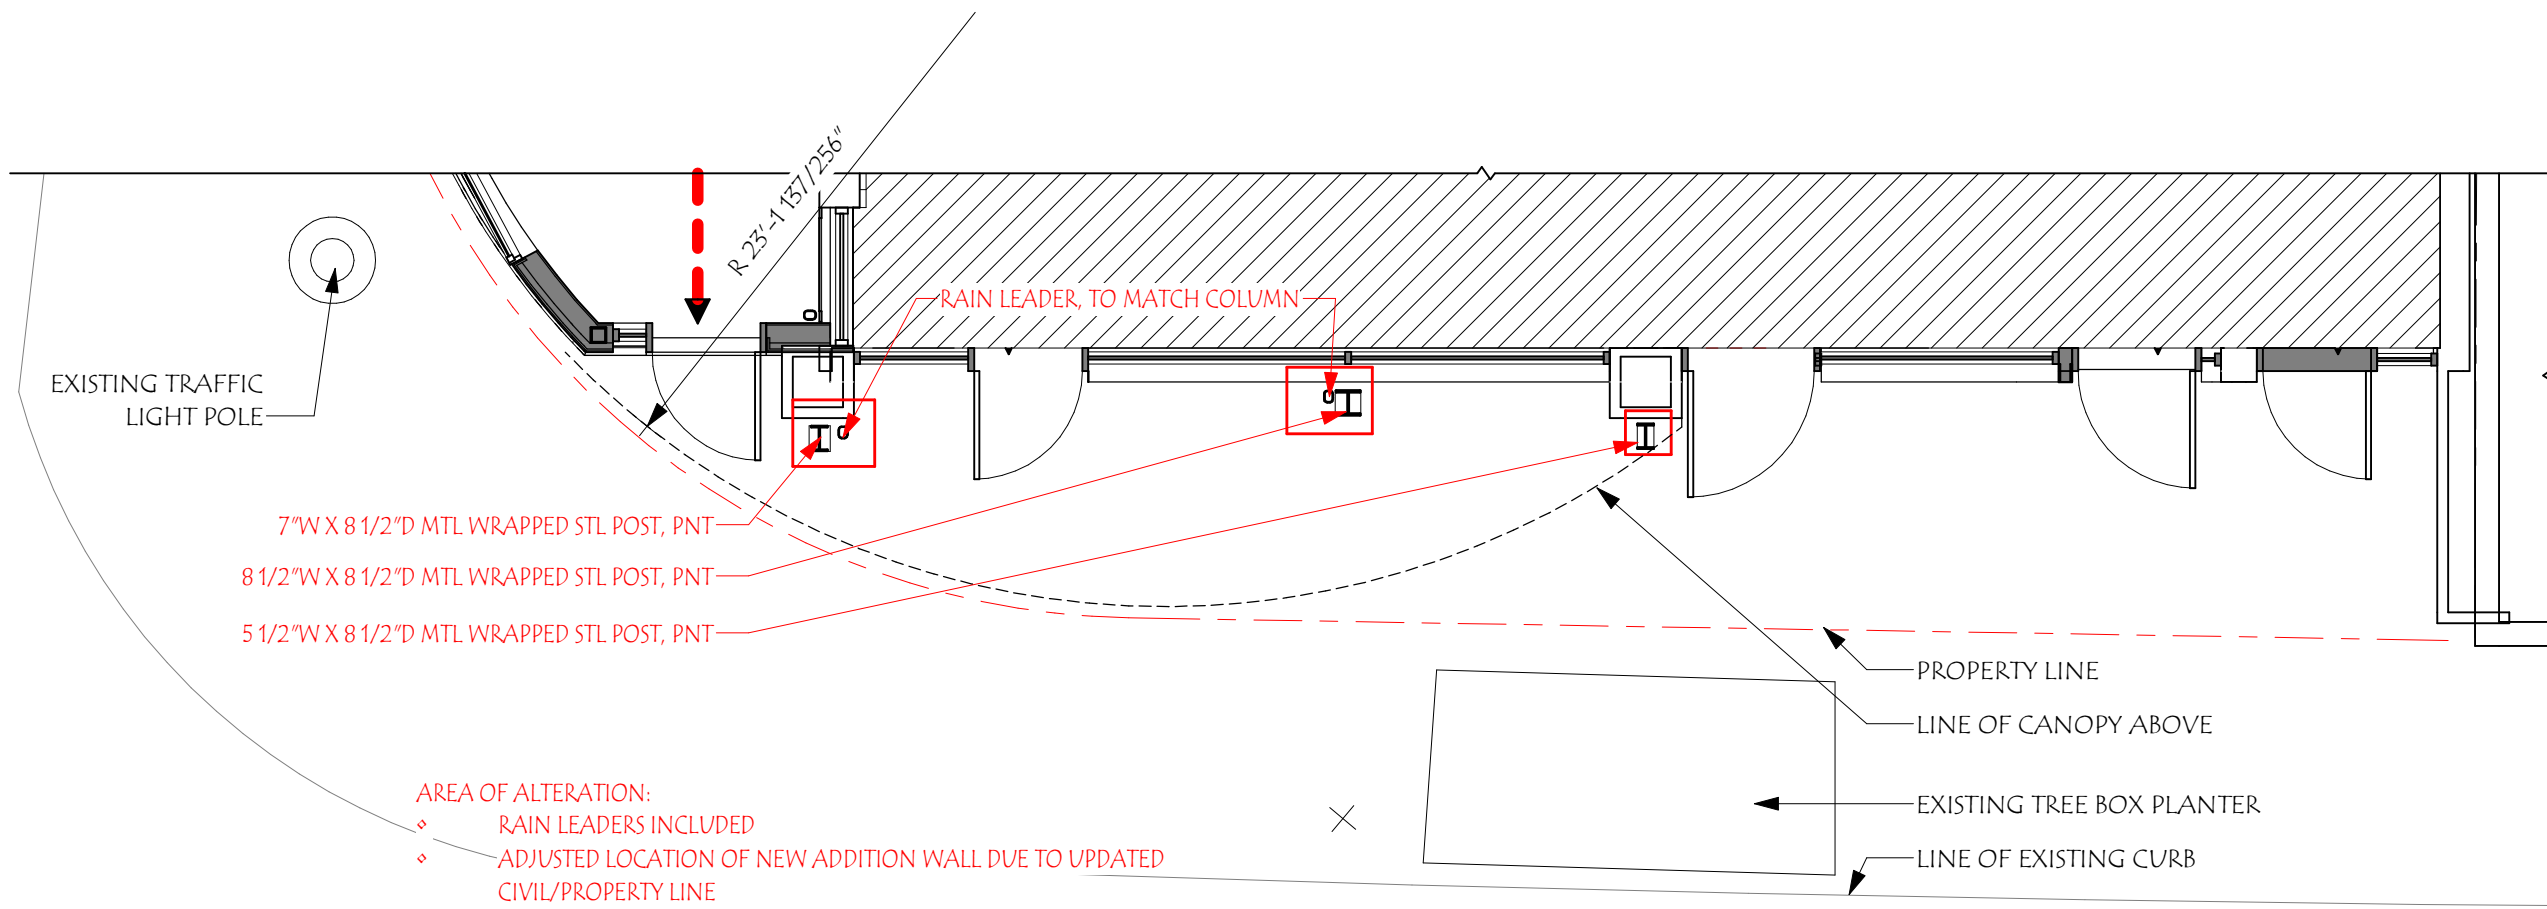 R 23'-1 137/256"
RAIN LEADER, TO MATCH COLUMN
EXISTING TRAFFIC
LIGHT POLE
7"W X 8 1/2"D MTL WRAPPED STL POST, PNT
8 1/2"W X 8 1/2"D MTL WRAPPED STL POST, PNT
5 1/2"W X 8 1/2"D MTL WRAPPED STL POST, PNT
PROPERTY LINE
LINE OF CANOPY ABOVE
EXISTING TREE BOX PLANTER
LINE OF EXISTING CURB
AREA OF ALTERATION:
RAIN LEADERS INCLUDED
ADJUSTED LOCATION OF NEW ADDITION WALL DUE TO UPDATED
CIVIL/PROPERTY LINE